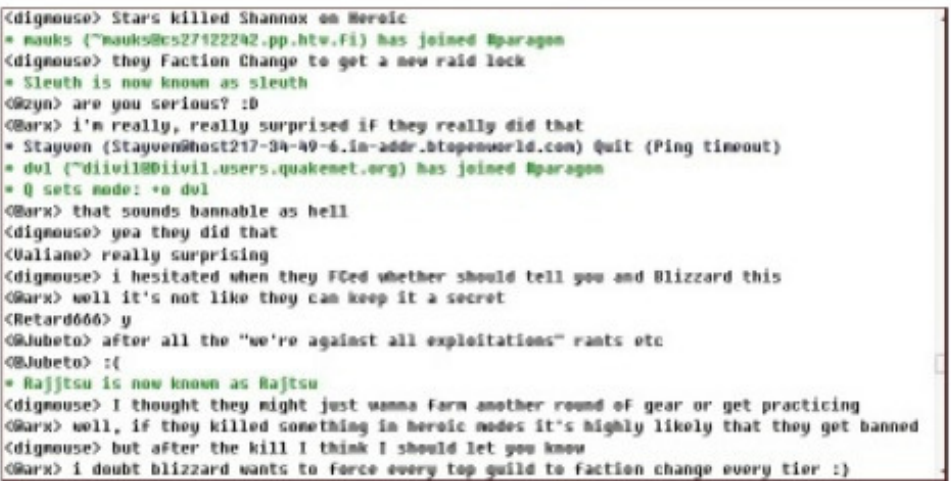 <digmouse> Stars killed Shannox on Heroic
* mauks (~mauks@cs27122242.pp.htv.fi) has joined #paragon
<digmouse> they Faction Change to get a new raid lock
* Sleuth is now known as sleuth
<@zyn> are you serious? :D
<@arx> i'm really, really surprised if they really did that
* Stayven (Stayven@host217-34-49-6.in-addr.btopenworld.com) Quit (Ping timeout)
* dvl (~diivil@Diivil.users.quakenet.org) has joined #paragon
* Q sets mode: +o dvl
<@arx> that sounds bannable as hell
<digmouse> yea they did that
<Valiane> really surprising
<digmouse> i hesitated when they FCed whether should tell you and Blizzard this
<@arx> well it's not like they can keep it a secret
<Retard666> y
<@Jubeto> after all the "we're against all exploitations" rants etc
<@Jubeto> :(
* Rajjtsu is now known as Rajtsu
<digmouse> I thought they might just wanna farm another round of gear or get practicing
<@arx> well, if they killed something in heroic modes it's highly likely that they get banned
<digmouse> but after the kill I think I should let you know
<@arx> i doubt blizzard wants to force every top guild to faction change every tier :)